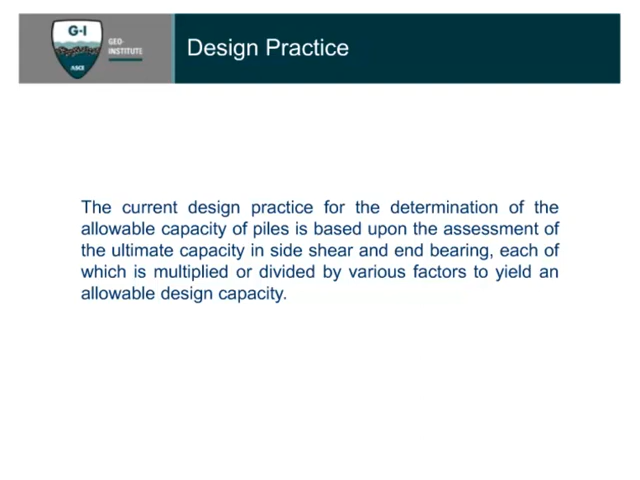 G-I
GEO-
INSTITUTE
ASCE
Design Practice
The current design practice for the determination of the
allowable capacity of piles is based upon the assessment of
the ultimate capacity in side shear and end bearing, each of
which is multiplied or divided by various factors to yield an
allowable design capacity.